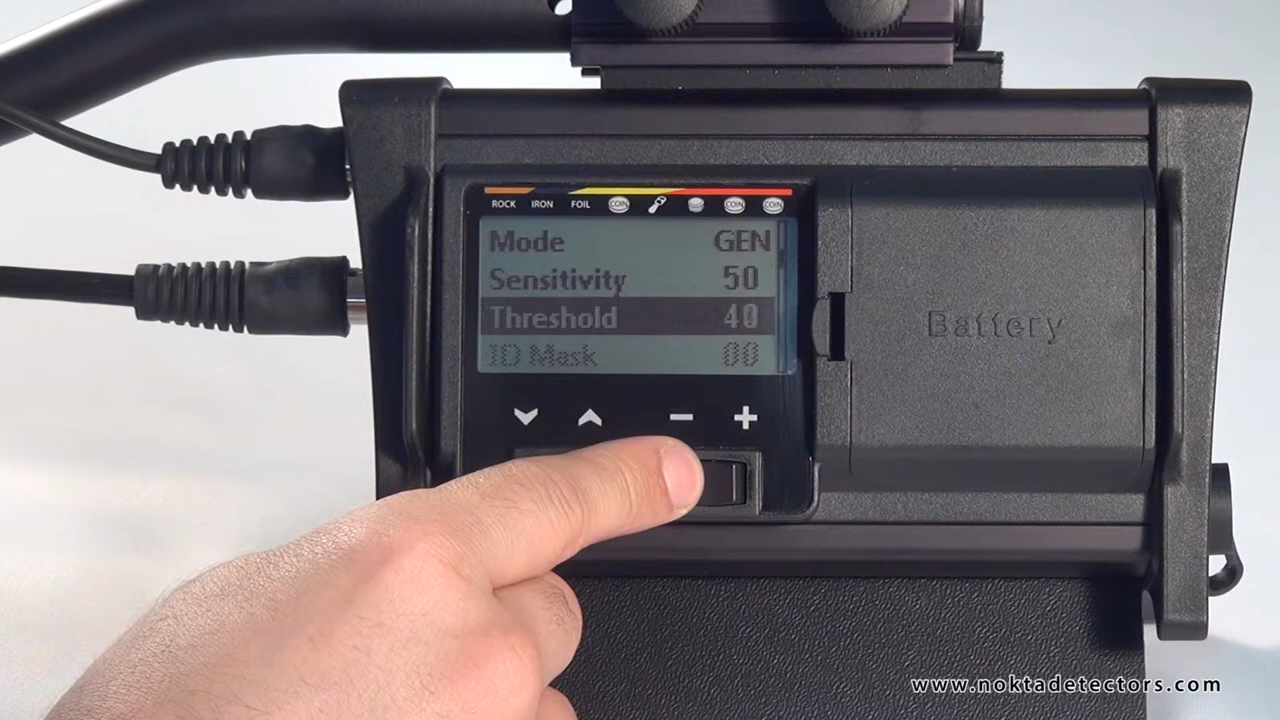 ROCK IRON FOIL COIN COIN COIN
Mode GEN
Sensitivity 50
Threshold 40
ID Mask 00
Battery
www.noktadetectors.com